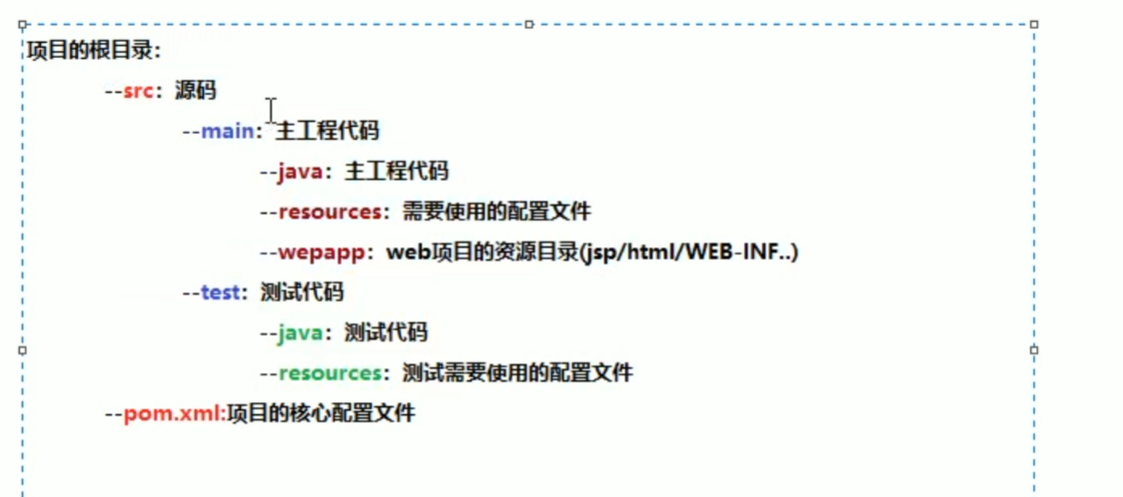 项目的根目录：
--src：源码
--main：主工程代码
--java：主工程代码
--resources：需要使用的配置文件
--wepapp：web项目的资源目录(jsp/html/WEB-INF..)
--test：测试代码
--java：测试代码
--resources：测试需要使用的配置文件
--pom.xml:项目的核心配置文件